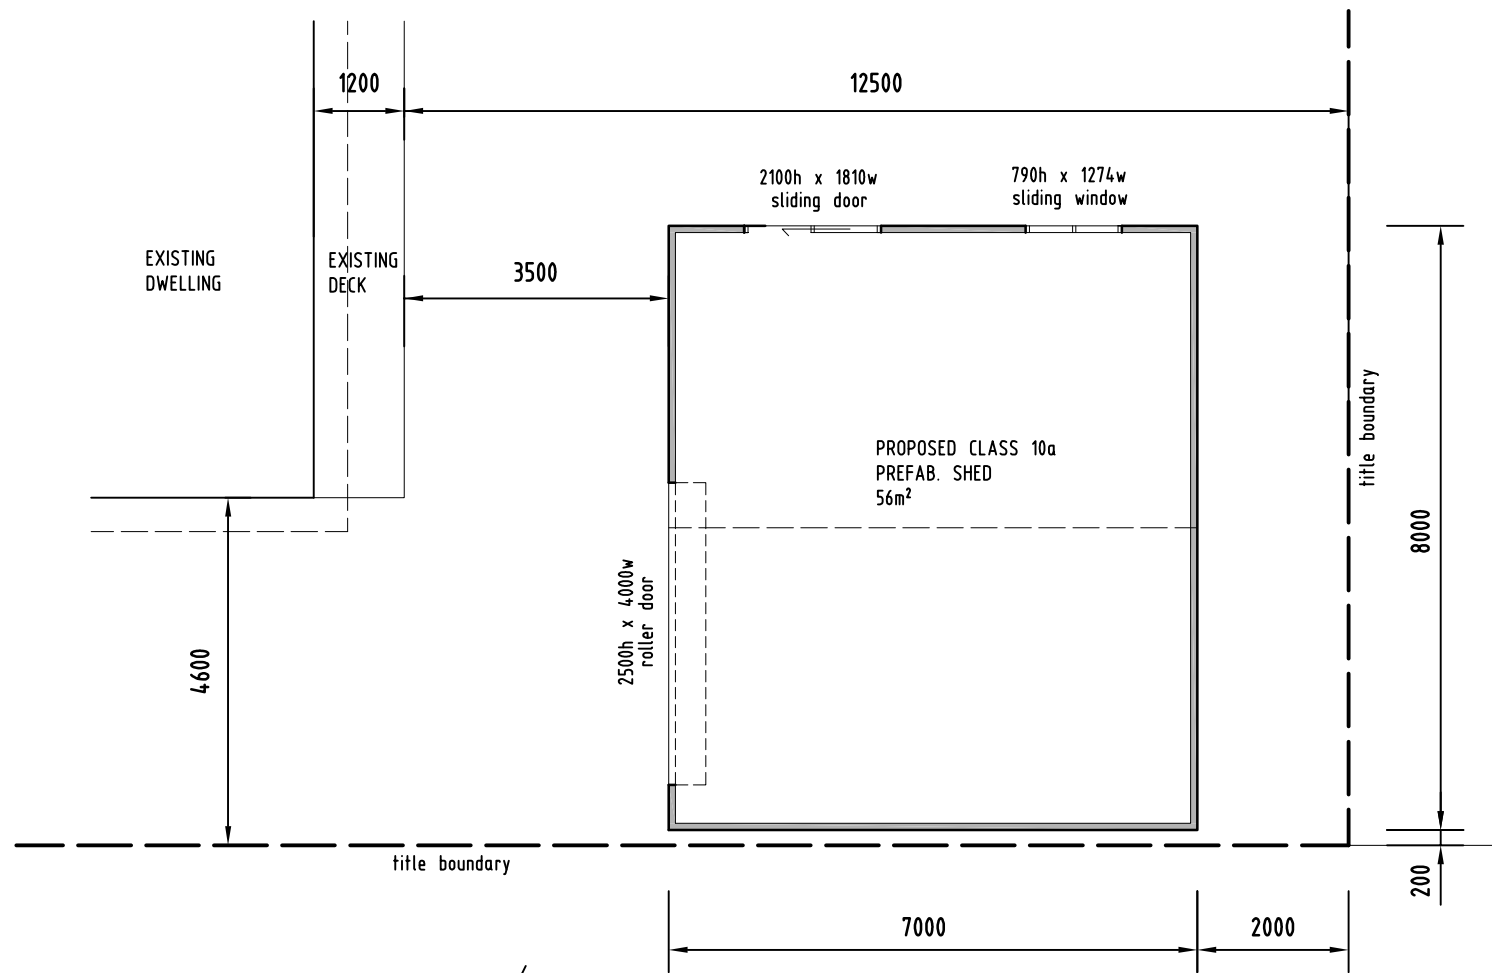 1200
12500
2100h x 1810w
sliding door
790h x 1274w
sliding window
EXISTING
DWELLING
EXISTING
DECK
3500
title boundary
PROPOSED CLASS 10a
PREFAB. SHED
56m²
8000
2500h x 4000w
roller door
4600
title boundary
200
7000
2000